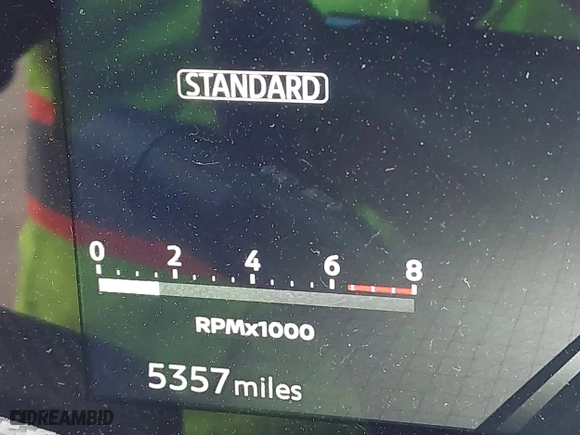 STANDARD
0 2 4 6 8
RPMx1000
5357 miles
DREAMBID